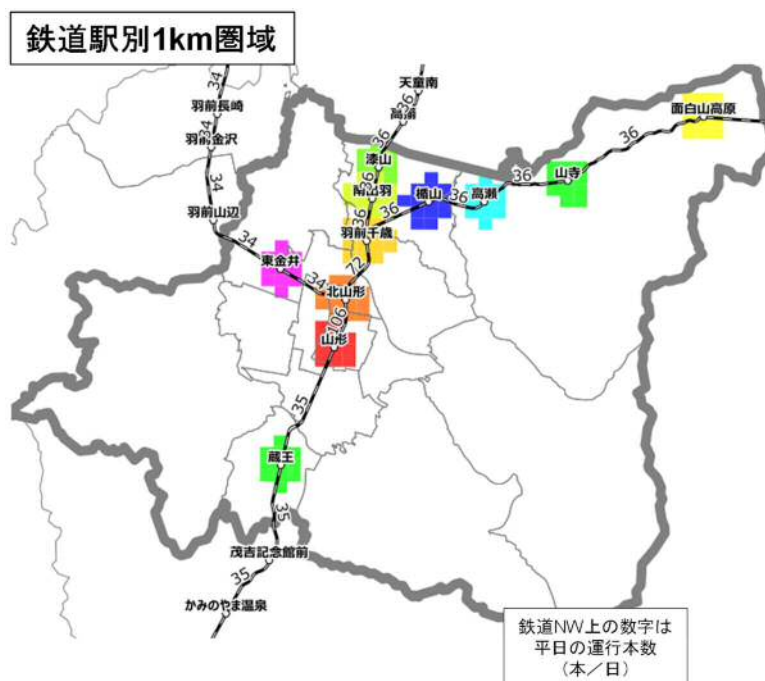 鉄道駅別1km圏域
天童南
34
36
高擶
羽前長崎
面白山高原
34
36
36
羽前金沢
漆山
山寺
34
36
36
南出羽
楯山
36
高瀬
羽前山辺
36
36
羽前千歳
34
東金井
72
34
北山形
106
山形
35
蔵王
35
茂吉記念館前
35
かみのやま温泉
鉄道NW上の数字は
平日の運行本数
（本／日）